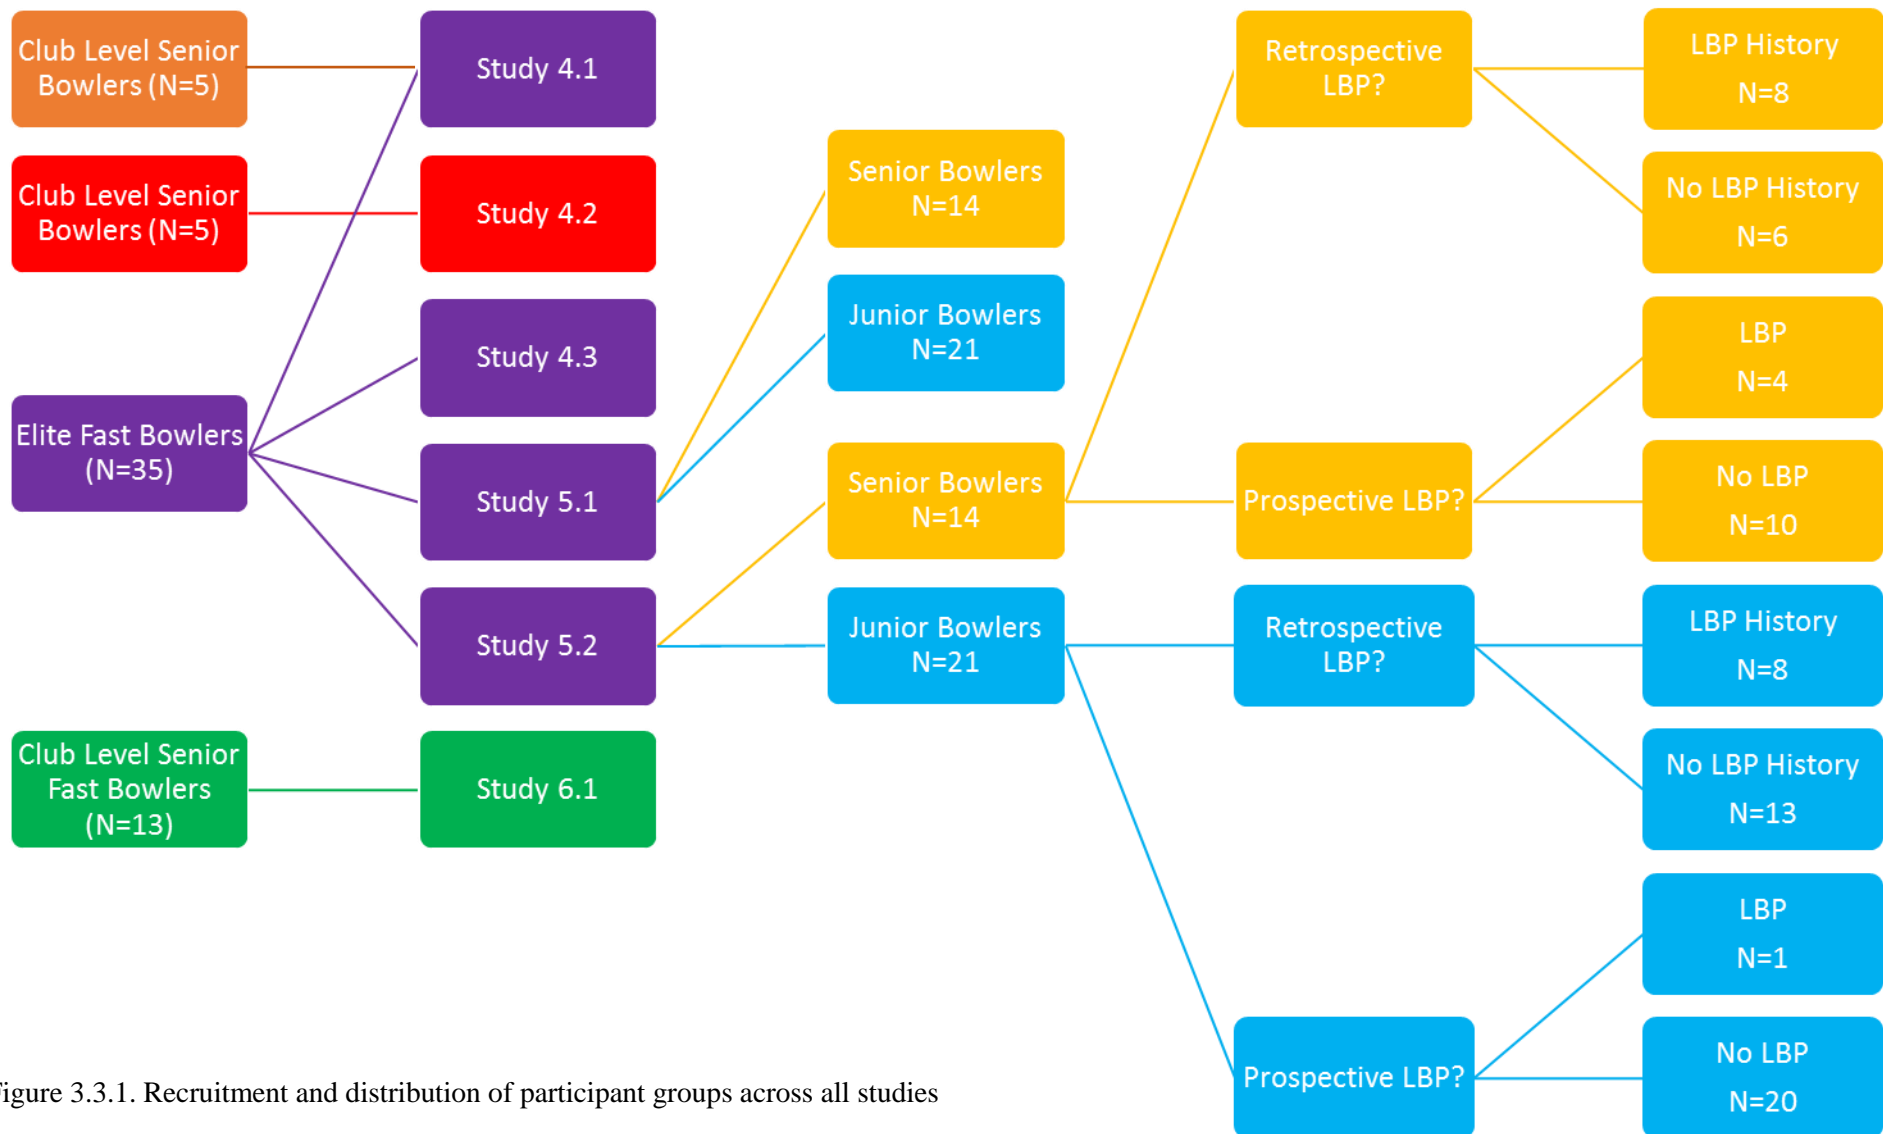 Club Level Senior
Bowlers (N=5)
Club Level Senior
Bowlers (N=5)
Elite Fast Bowlers
(N=35)
Club Level Senior
Fast Bowlers
(N=13)
Study 4.1
Study 4.2
Study 4.3
Study 5.1
Study 5.2
Study 6.1
Senior Bowlers
N=14
Junior Bowlers
N=21
Senior Bowlers
N=14
Junior Bowlers
N=21
Retrospective
LBP?
Prospective LBP?
Retrospective
LBP?
Prospective LBP?
LBP History
N=8
No LBP History
N=6
LBP
N=4
No LBP
N=10
LBP History
N=8
No LBP History
N=13
LBP
N=1
No LBP
N=20
igure 3.3.1. Recruitment and distribution of participant groups across all studies